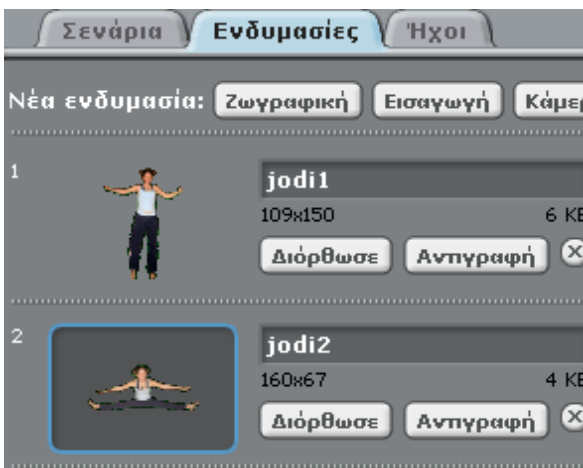 Σενάρια Ενδυμασίες Ήχοι
Νέα ενδυμασία: Ζωγραφική Εισαγωγή
1
jodi1
109x150 6
Διόρθωσε Αντιγραφή
2
jodi2
160x67 4
Διόρθωσε Αντιγραφή